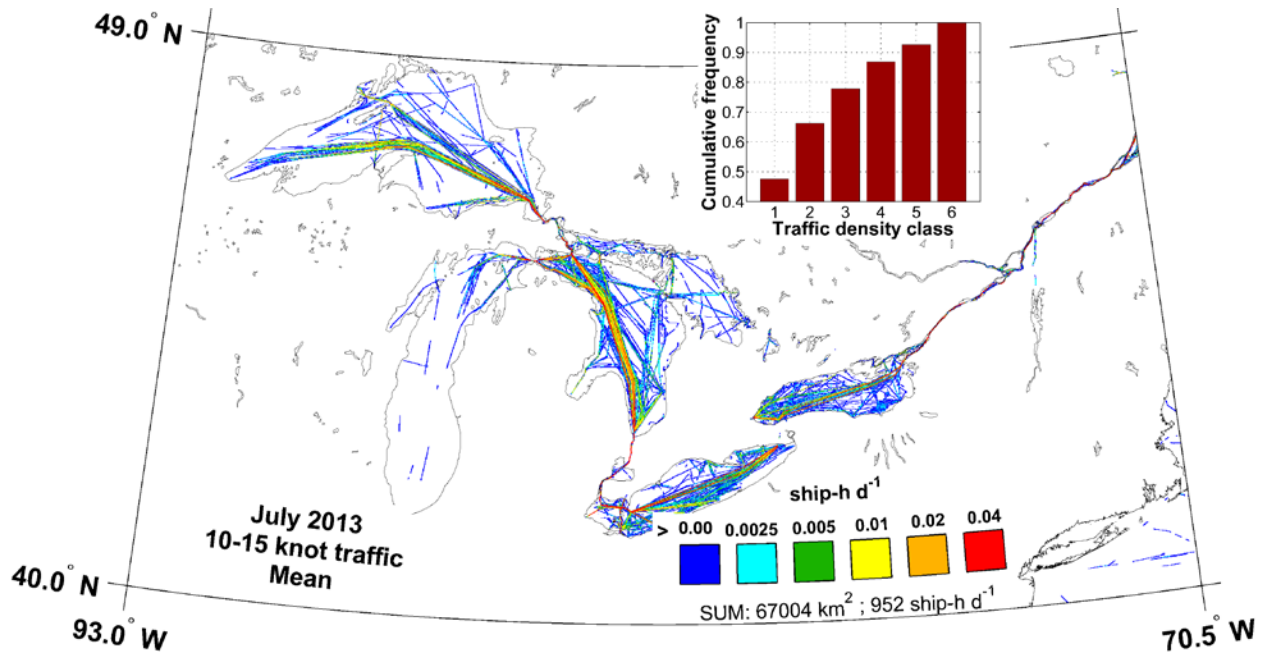 49.0° N
Cumulative frequency
1
0.9
0.8
0.7
0.6
0.5
0.4
1 2 3 4 5 6
Traffic density class
July 2013
10-15 knot traffic
Mean
ship-h d⁻¹
> 0.00 0.0025 0.005 0.01 0.02 0.04
SUM: 67004 km² ; 952 ship-h d⁻¹
40.0° N
93.0° W
70.5° W